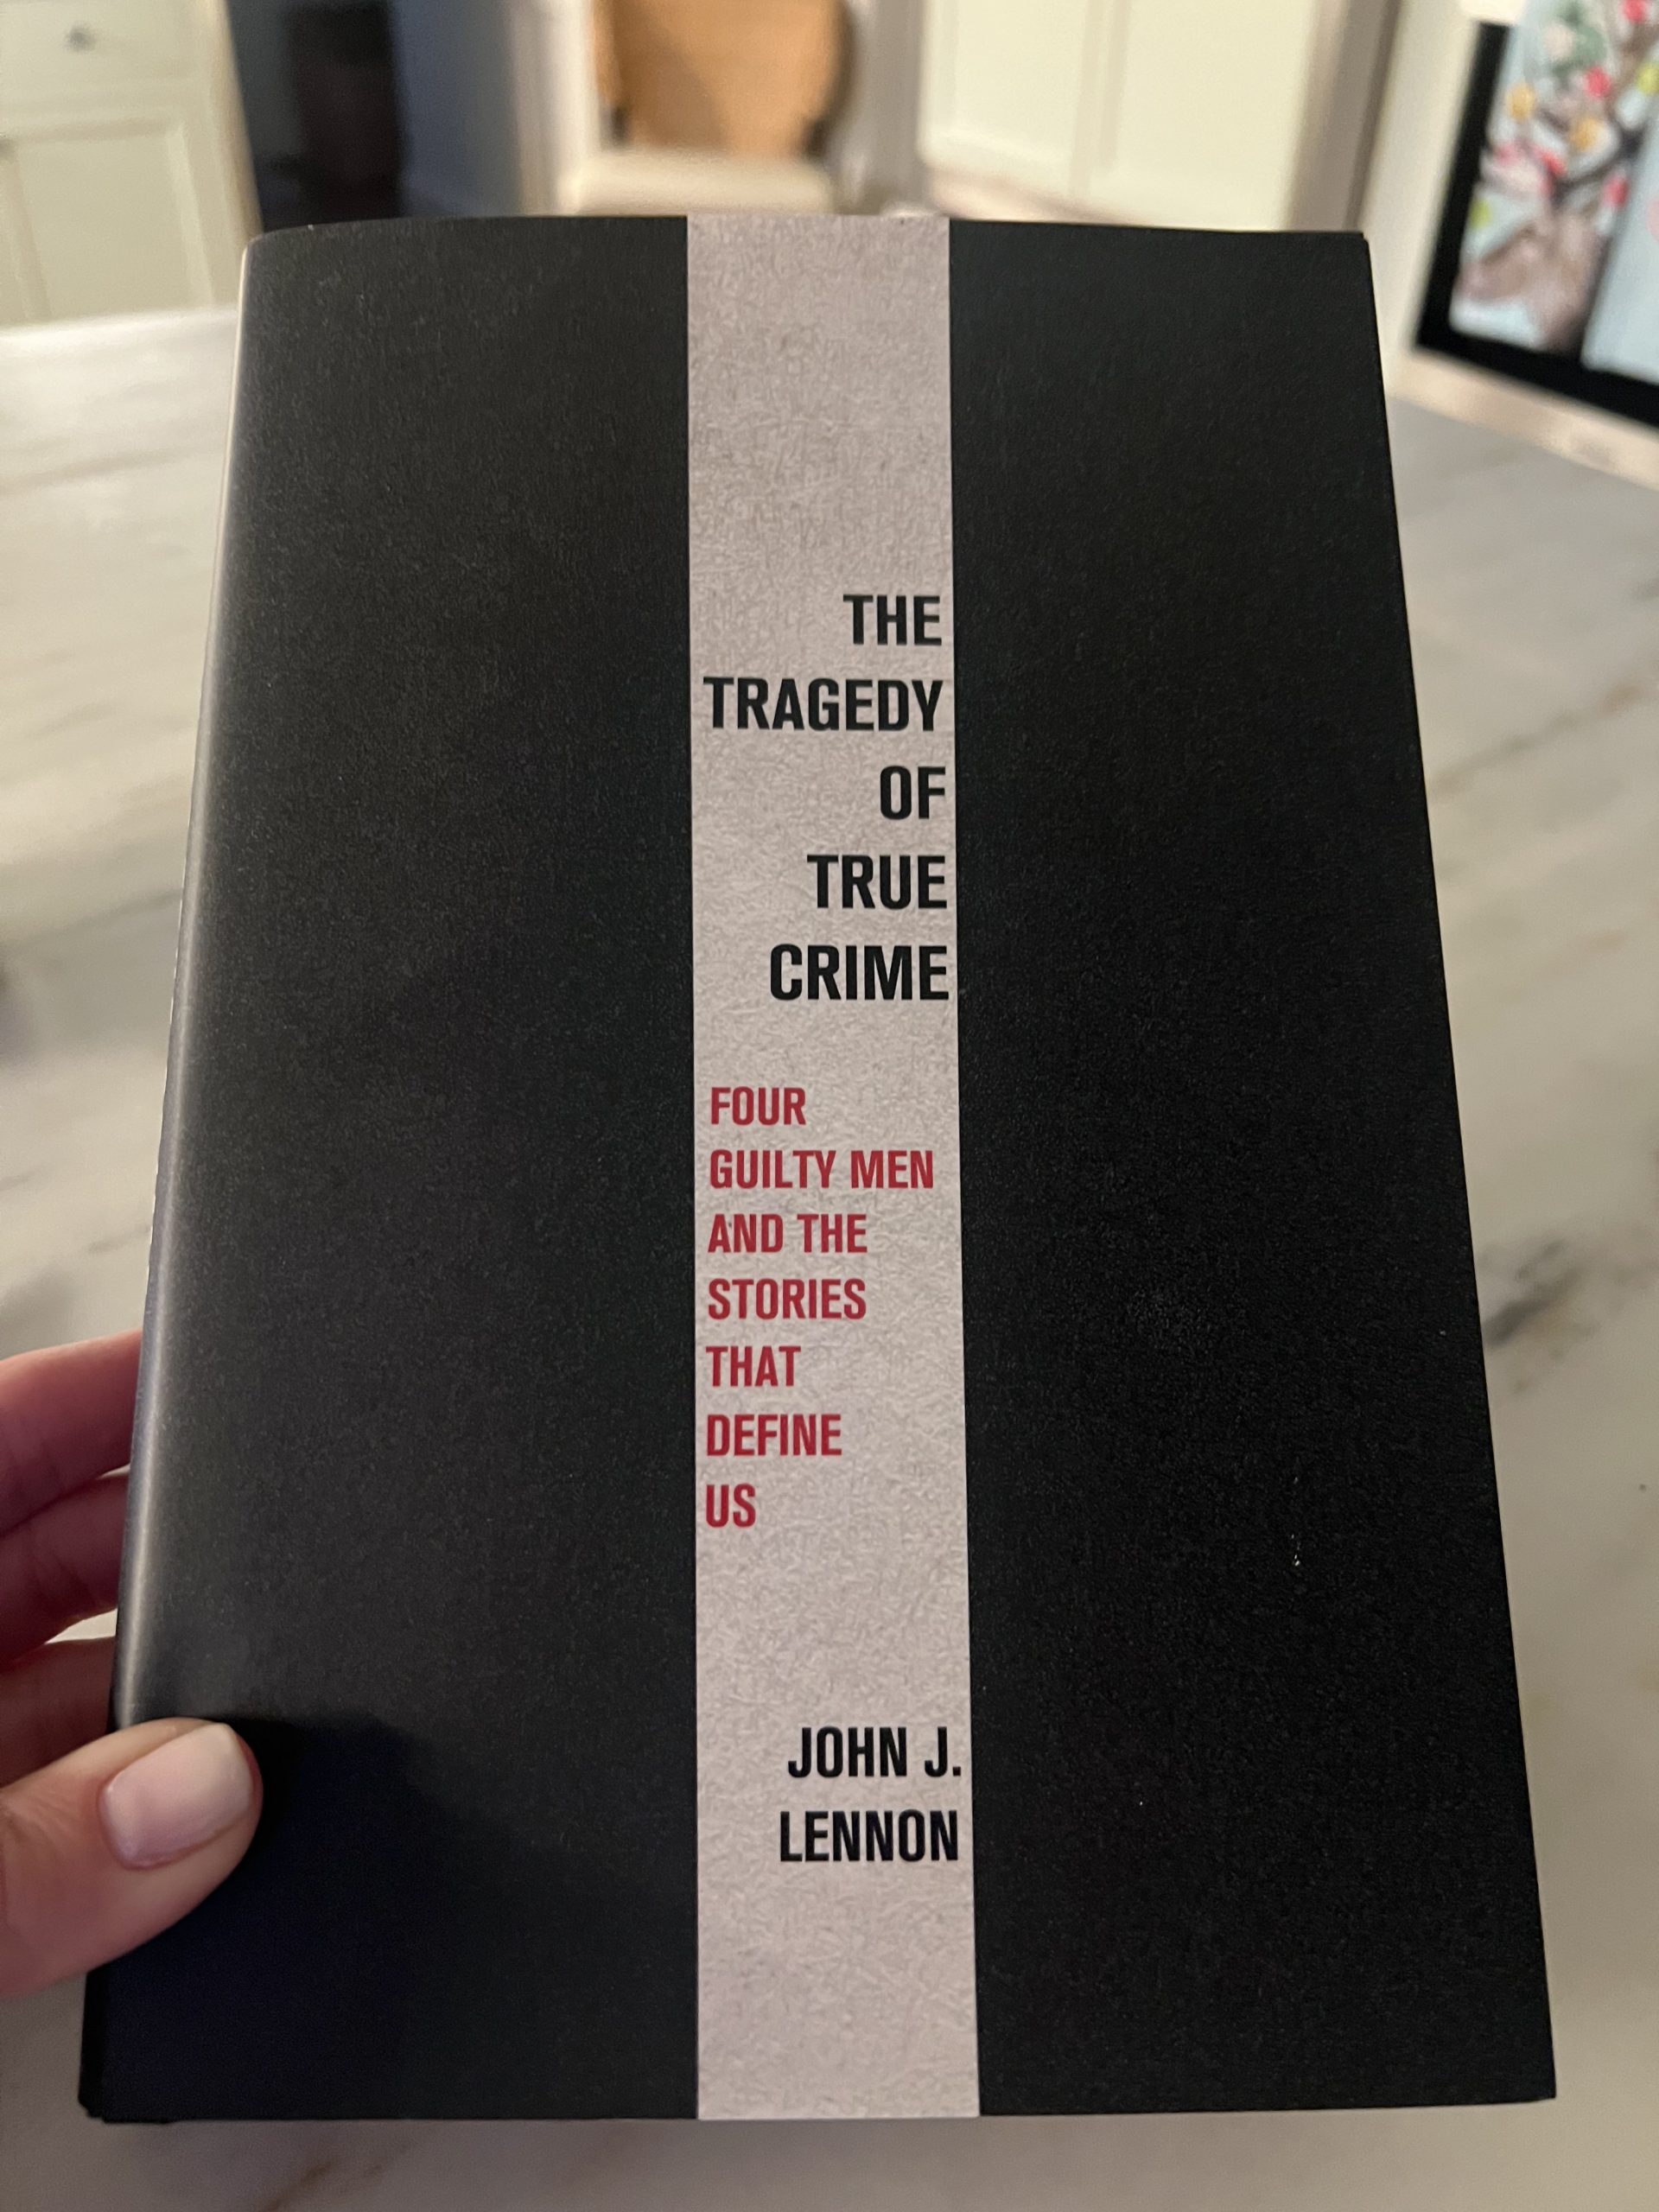 THE
TRAGEDY
OF
TRUE
CRIME
FOUR
GUILTY MEN
AND THE
STORIES
THAT
DEFINE
US
JOHN J.
LENNON